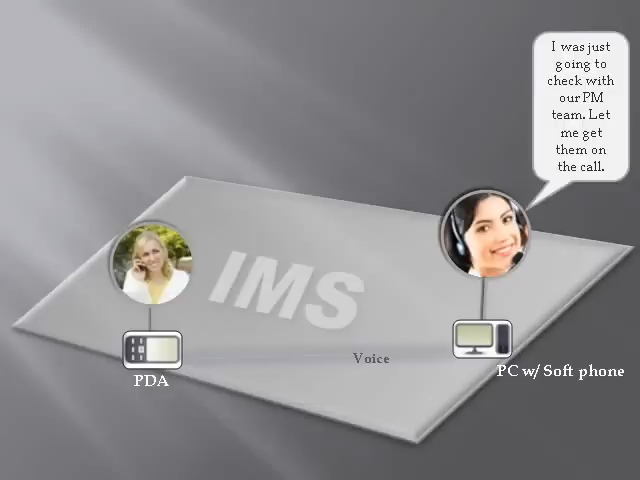 I was just
going to
check with
our PM
team. Let
me get
them on
the call.
IMS
Voice
PDA
PC w/ Soft phone